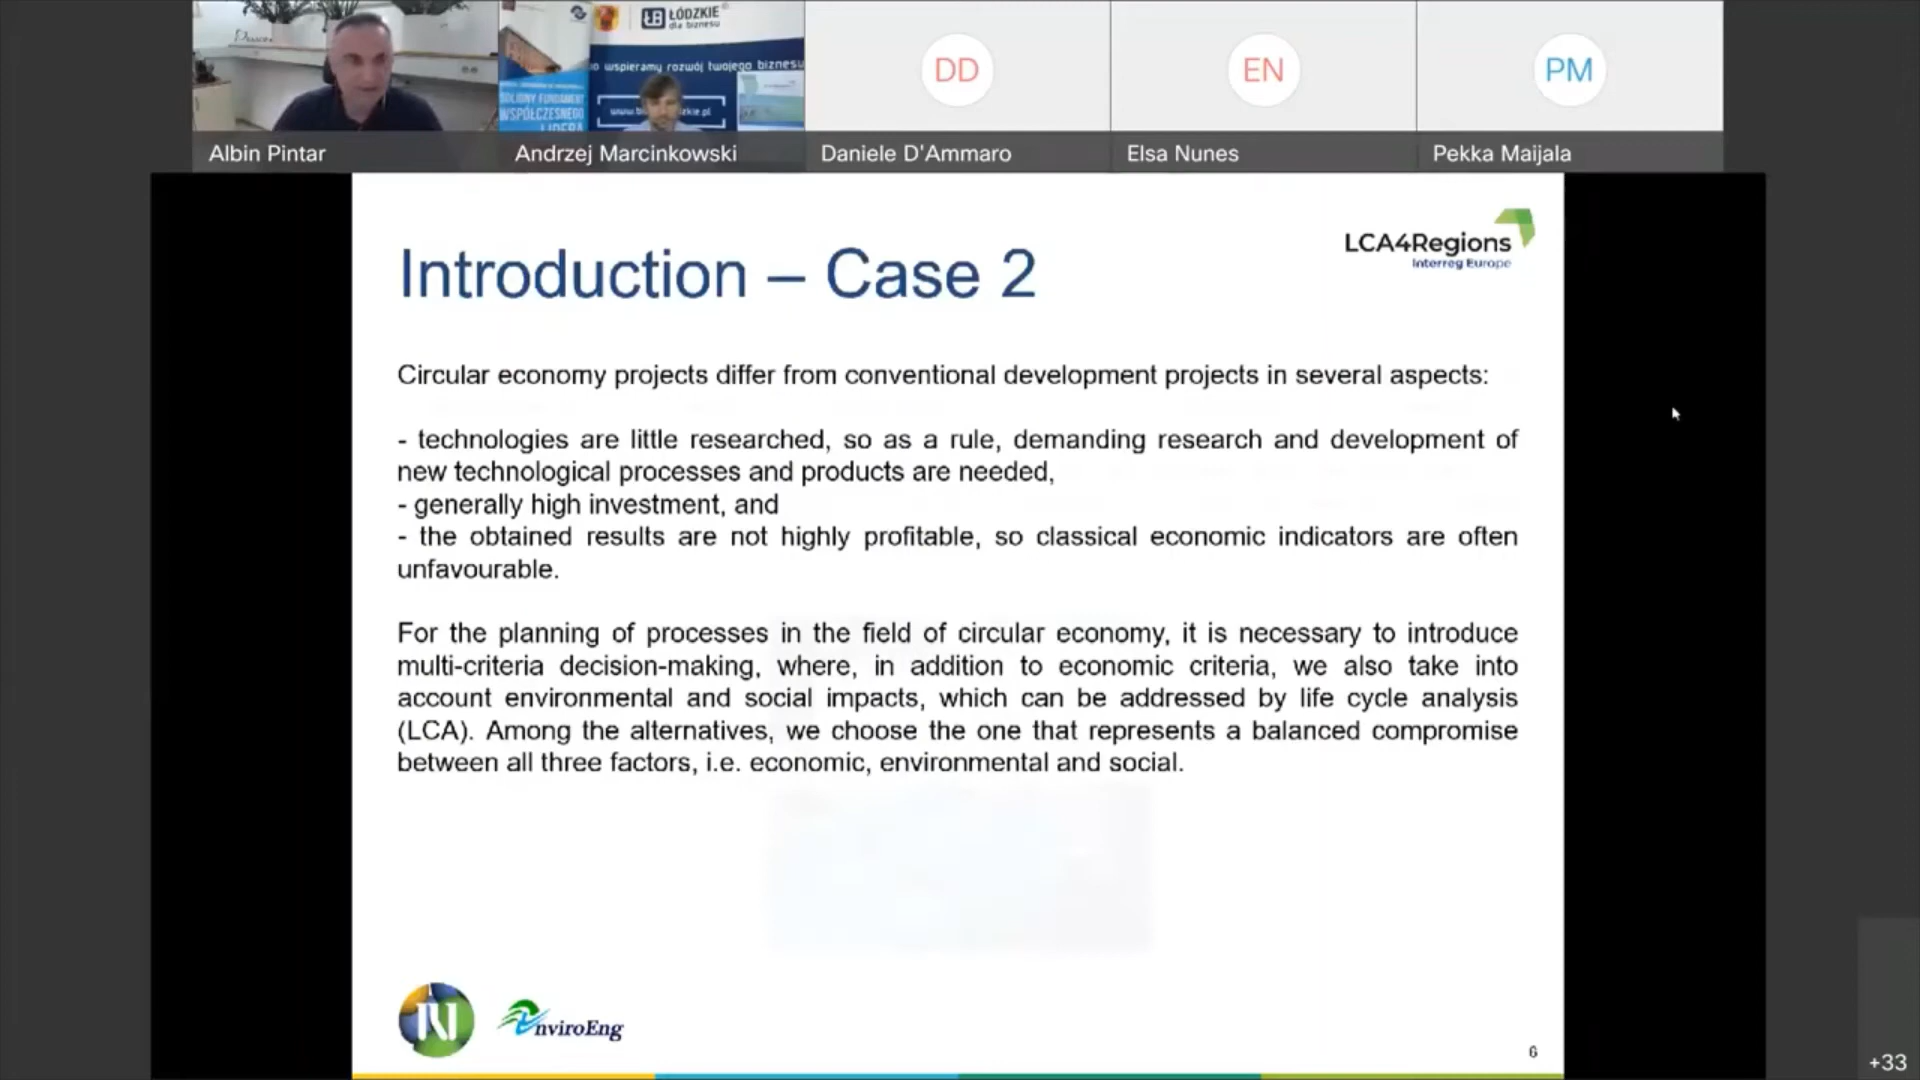 ŁÓDZKIE
dla biznesu
wspieramy rozwój twojego biznesu
SOLIDNY FUNDAMENT
WSPÓŁCZESNEGO
LIDERA
DD
EN
PM
Albin Pintar
Andrzej Marcinkowski
Daniele D'Ammaro
Elsa Nunes
Pekka Maijala
LCA4Regions
Interreg Europe
Introduction – Case 2
Circular economy projects differ from conventional development projects in several aspects:
- technologies are little researched, so as a rule, demanding research and development of
new technological processes and products are needed,
- generally high investment, and
- the obtained results are not highly profitable, so classical economic indicators are often
unfavourable.
For the planning of processes in the field of circular economy, it is necessary to introduce
multi-criteria decision-making, where, in addition to economic criteria, we also take into
account environmental and social impacts, which can be addressed by life cycle analysis
(LCA). Among the alternatives, we choose the one that represents a balanced compromise
between all three factors, i.e. economic, environmental and social.
EnviroEng
6
+33